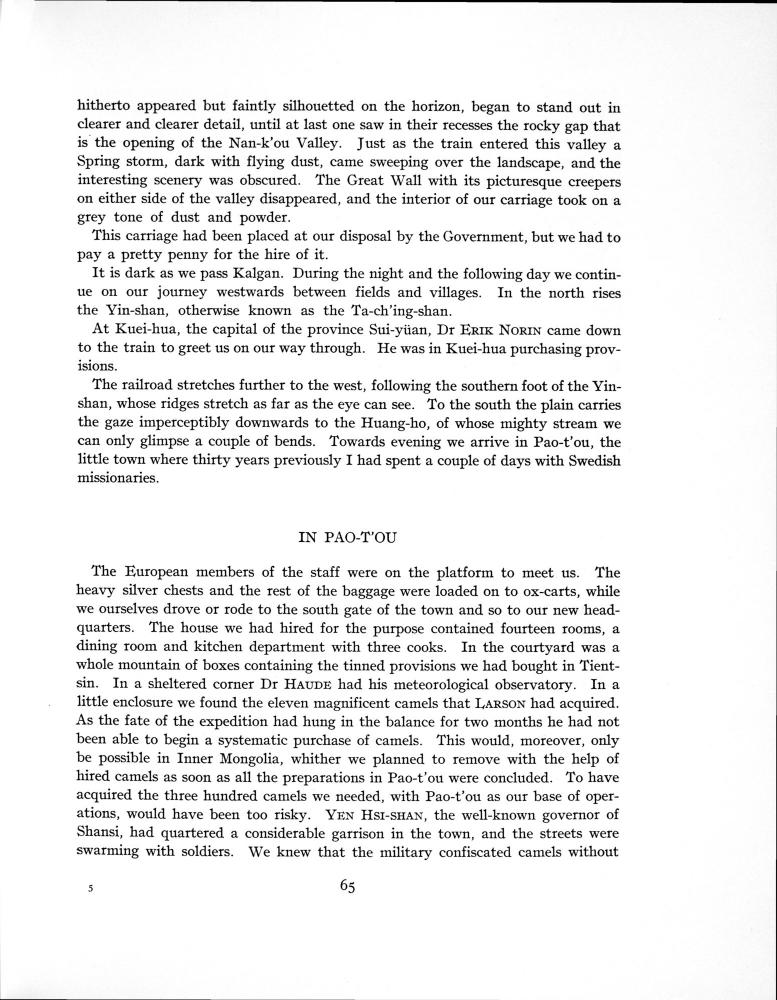 hitherto appeared but faintly silhouetted on the horizon, began to stand out in
clearer and clearer detail, until at last one saw in their recesses the rocky gap that
is the opening of the Nan-k'ou Valley. Just as the train entered this valley a
Spring storm, dark with flying dust, came sweeping over the landscape, and the
interesting scenery was obscured. The Great Wall with its picturesque creepers
on either side of the valley disappeared, and the interior of our carriage took on a
grey tone of dust and powder.
This carriage had been placed at our disposal by the Government, but we had to
pay a pretty penny for the hire of it.
It is dark as we pass Kalgan. During the night and the following day we contin-
ue on our journey westwards between fields and villages. In the north rises
the Yin-shan, otherwise known as the Ta-ch'ing-shan.
At Kuei-hua, the capital of the province Sui-yüan, Dr ERIK NORIN came down
to the train to greet us on our way through. He was in Kuei-hua purchasing prov-
isions.
The railroad stretches further to the west, following the southern foot of the Yin-
shan, whose ridges stretch as far as the eye can see. To the south the plain carries
the gaze imperceptibly downwards to the Huang-ho, of whose mighty stream we
can only glimpse a couple of bends. Towards evening we arrive in Pao-t'ou, the
little town where thirty years previously I had spent a couple of days with Swedish
missionaries.
IN PAO-T'OU
The European members of the staff were on the platform to meet us. The
heavy silver chests and the rest of the baggage were loaded on to ox-carts, while
we ourselves drove or rode to the south gate of the town and so to our new head-
quarters. The house we had hired for the purpose contained fourteen rooms, a
dining room and kitchen department with three cooks. In the courtyard was a
whole mountain of boxes containing the tinned provisions we had bought in Tient-
sin. In a sheltered corner Dr HAUDE had his meteorological observatory. In a
little enclosure we found the eleven magnificent camels that LARSON had acquired.
As the fate of the expedition had hung in the balance for two months he had not
been able to begin a systematic purchase of camels. This would, moreover, only
be possible in Inner Mongolia, whither we planned to remove with the help of
hired camels as soon as all the preparations in Pao-t'ou were concluded. To have
acquired the three hundred camels we needed, with Pao-t'ou as our base of oper-
ations, would have been too risky. YEN HSI-SHAN, the well-known governor of
Shansi, had quartered a considerable garrison in the town, and the streets were
swarming with soldiers. We knew that the military confiscated camels without
5
65